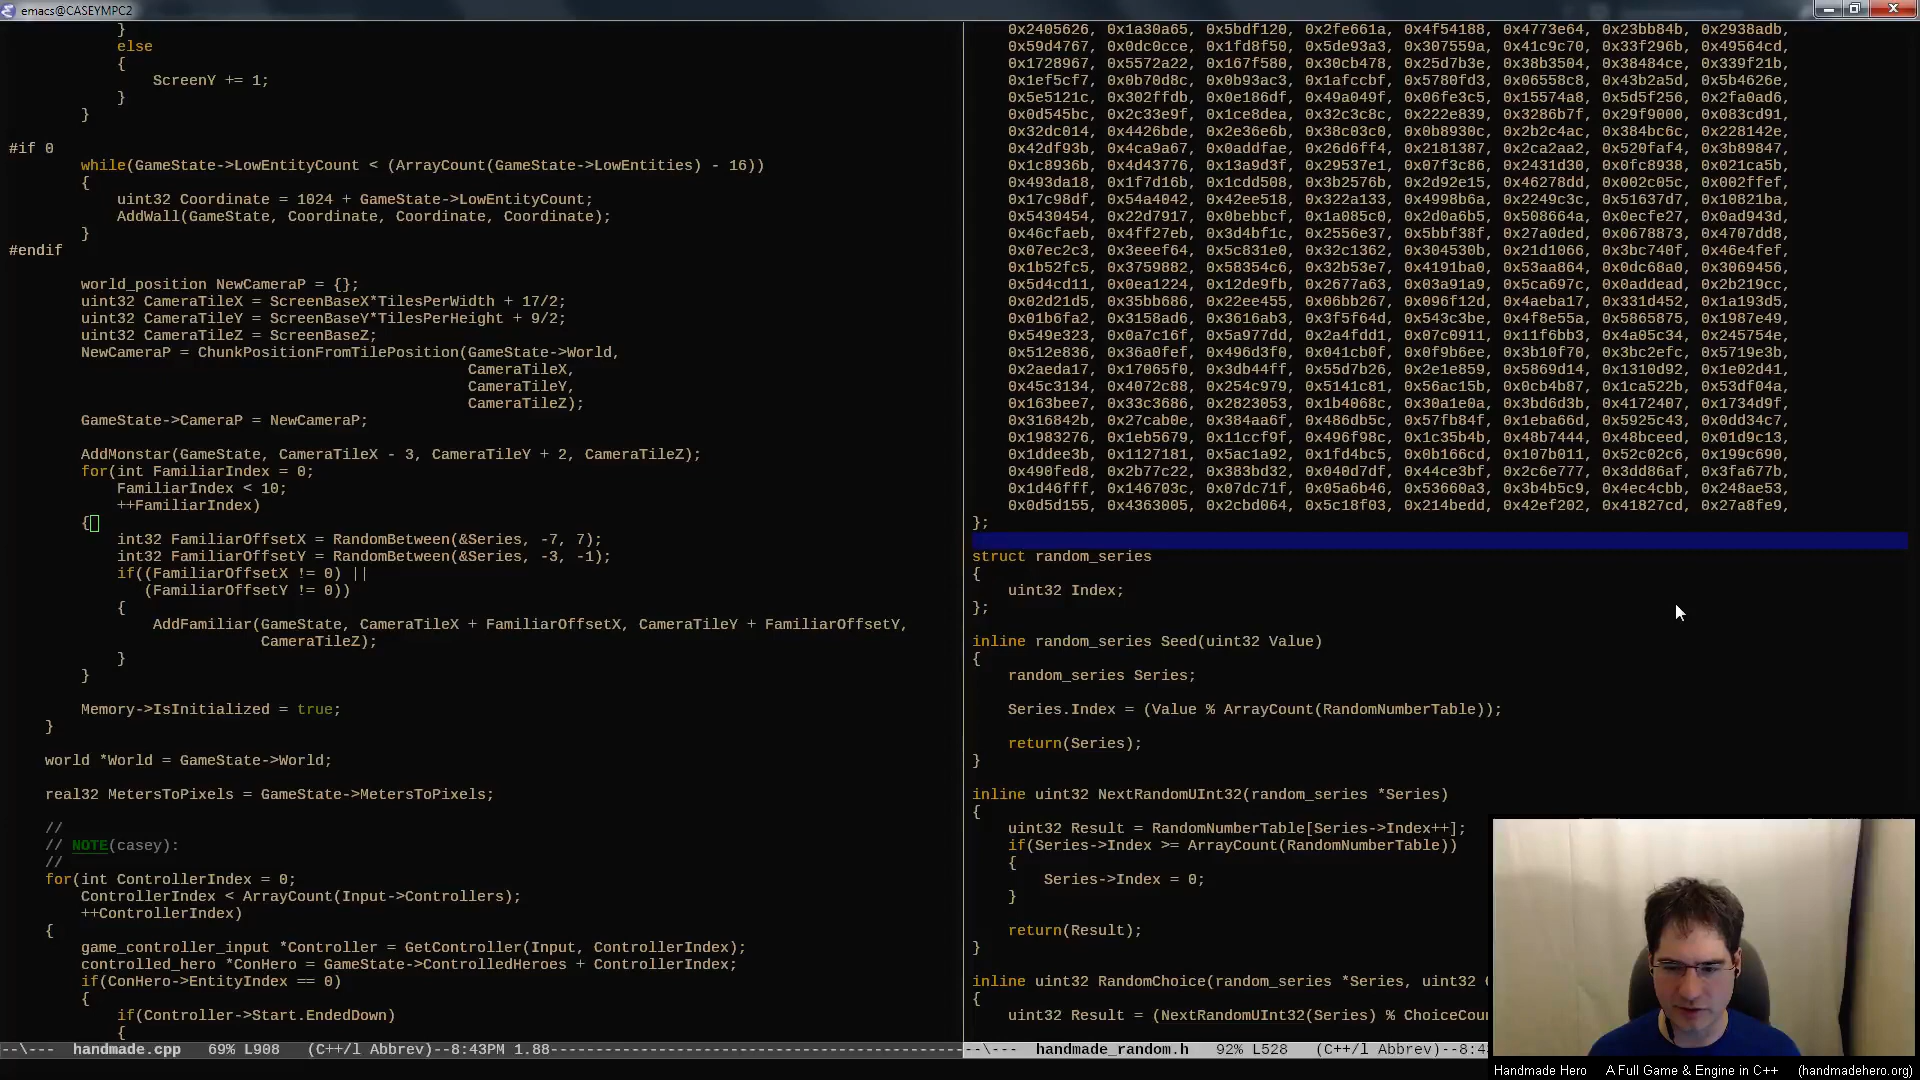 emacs@CASEYMPC2
}
else
{
ScreenY += 1;
}
}
#if 0
while(GameState->LowEntityCount < (ArrayCount(GameState->LowEntities) - 16))
{
uint32 Coordinate = 1024 + GameState->LowEntityCount;
AddWall(GameState, Coordinate, Coordinate, Coordinate);
}
#endif
world_position NewCameraP = {};
uint32 CameraTileX = ScreenBaseX*TilesPerWidth + 17/2;
uint32 CameraTileY = ScreenBaseY*TilesPerHeight + 9/2;
uint32 CameraTileZ = ScreenBaseZ;
NewCameraP = ChunkPositionFromTilePosition(GameState->World,
CameraTileX,
CameraTileY,
CameraTileZ);
GameState->CameraP = NewCameraP;
AddMonstar(GameState, CameraTileX - 3, CameraTileY + 2, CameraTileZ);
for(int FamiliarIndex = 0;
FamiliarIndex < 10;
++FamiliarIndex)
{
int32 FamiliarOffsetX = RandomBetween(&Series, -7, 7);
int32 FamiliarOffsetY = RandomBetween(&Series, -3, -1);
if((FamiliarOffsetX != 0) ||
(FamiliarOffsetY != 0))
{
AddFamiliar(GameState, CameraTileX + FamiliarOffsetX, CameraTileY + FamiliarOffsetY,
CameraTileZ);
}
}
Memory->IsInitialized = true;
}
world *World = GameState->World;
real32 MetersToPixels = GameState->MetersToPixels;
//
// NOTE(casey):
//
for(int ControllerIndex = 0;
ControllerIndex < ArrayCount(Input->Controllers);
++ControllerIndex)
{
game_controller_input *Controller = GetController(Input, ControllerIndex);
controlled_hero *ConHero = GameState->ControlledHeroes + ControllerIndex;
if(ConHero->EntityIndex == 0)
{
if(Controller->Start.EndedDown)
{
--\--- handmade.cpp 69% L908 (C++/l Abbrev)--8:43PM 1.88
0x2405626, 0x1a30a65, 0x5bdf120, 0x2fe661a, 0x4f54188, 0x4773e64, 0x23bb84b, 0x2938adb,
0x59d4767, 0x0dc0cce, 0x1fd8f50, 0x5de93a3, 0x307559a, 0x41c9c70, 0x33f296b, 0x49564cd,
0x1728967, 0x5572a22, 0x167f580, 0x30cb478, 0x25d7b3e, 0x38b3504, 0x38484ce, 0x339f21b,
0x1ef5cf7, 0x0b70d8c, 0x0b93ac3, 0x1afccbf, 0x5780fd3, 0x06558c8, 0x43b2a5d, 0x5b4626e,
0x5e5121c, 0x302ffdb, 0x0e186df, 0x49a049f, 0x06fe3c5, 0x15574a8, 0x5d5f256, 0x2fa0ad6,
0x0d545bc, 0x2c33e9f, 0x1ce8dea, 0x32c3c8c, 0x222e839, 0x3286b7f, 0x29f9000, 0x083cd91,
0x32dc014, 0x4426bde, 0x2e36e6b, 0x38c03c0, 0x0b8930c, 0x2b2c4ac, 0x384bc6c, 0x228142e,
0x42df93b, 0x4ca9a67, 0x0addfae, 0x26d6ff4, 0x2181387, 0x2ca2aa2, 0x520faf4, 0x3b89847,
0x1c8936b, 0x4d43776, 0x13a9d3f, 0x29537e1, 0x07f3c86, 0x2431d30, 0x0fc8938, 0x021ca5b,
0x493da18, 0x1f7d16b, 0x1cdd508, 0x3b2576b, 0x2d92e15, 0x46278dd, 0x002c05c, 0x002ffef,
0x17c98df, 0x54a4042, 0x42ee518, 0x322a133, 0x4998b6a, 0x2249c3c, 0x51637d7, 0x10821ba,
0x5430454, 0x22d7917, 0x0bebbcf, 0x1a085c0, 0x2d0a6b5, 0x508664a, 0x0ecfe27, 0x0ad943d,
0x46cfaeb, 0x4ff27eb, 0x3d4bf1c, 0x2556e37, 0x5bbf38f, 0x27a0ded, 0x0678873, 0x4707dd8,
0x07ec2c3, 0x3eeef64, 0x5c831e0, 0x32c1362, 0x304530b, 0x21d1066, 0x3bc740f, 0x46e4fef,
0x1b52fc5, 0x3759882, 0x58354c6, 0x32b53e7, 0x4191ba0, 0x53aa864, 0x0dc68a0, 0x3069456,
0x5d4cd11, 0x0ea1224, 0x12de9fb, 0x2677a63, 0x03a91a9, 0x5ca697c, 0x0addead, 0x2b219cc,
0x02d21d5, 0x35bb686, 0x22ee455, 0x06bb267, 0x096f12d, 0x4aeba17, 0x331d452, 0x1a193d5,
0x01b6fa2, 0x3158ad6, 0x3616ab3, 0x3f5f64d, 0x543c3be, 0x4f8e55a, 0x5865875, 0x1987e49,
0x549e323, 0x0a7c16f, 0x5a977dd, 0x2a4fdd1, 0x07c0911, 0x11f6bb3, 0x4a05c34, 0x245754e,
0x512e836, 0x36a0fef, 0x496d3f0, 0x041cb0f, 0x0f9b6ee, 0x3b10f70, 0x3bc2efc, 0x5719e3b,
0x2aeda17, 0x17065f0, 0x3db44ff, 0x55d7b26, 0x2e1e859, 0x5869d14, 0x1310d92, 0x1e02d41,
0x45c3134, 0x4072c88, 0x254c979, 0x5141c81, 0x56ac15b, 0x0cb4b87, 0x1ca522b, 0x53df04a,
0x163bee7, 0x33c3686, 0x2823053, 0x1b4068c, 0x30a1e0a, 0x3bd6d3b, 0x4172407, 0x1734d9f,
0x316842b, 0x27cab0e, 0x384aa6f, 0x486db5c, 0x57fb84f, 0x1eba66d, 0x5925c43, 0x0dd34c7,
0x1983276, 0x1eb5679, 0x11ccf9f, 0x496f98c, 0x1c35b4b, 0x48b7444, 0x48bceed, 0x01d9c13,
0x1ddee3b, 0x1127181, 0x5ac1a92, 0x1fd4bc5, 0x0b166cd, 0x107b011, 0x52c02c6, 0x199c690,
0x490fed8, 0x2b77c22, 0x383bd32, 0x040d7df, 0x44ce3bf, 0x2c6e777, 0x3dd86af, 0x3fa677b,
0x1d46fff, 0x146703c, 0x07dc71f, 0x05a6b46, 0x53660a3, 0x3b4b5c9, 0x4ec4cbb, 0x248ae53,
0x0d5d155, 0x4363005, 0x2cbd064, 0x5c18f03, 0x214bedd, 0x42ef202, 0x41827cd, 0x27a8fe9,
};
struct random_series
{
uint32 Index;
};
inline random_series Seed(uint32 Value)
{
random_series Series;
Series.Index = (Value % ArrayCount(RandomNumberTable));
return(Series);
}
inline uint32 NextRandomUInt32(random_series *Series)
{
uint32 Result = RandomNumberTable[Series->Index++];
if(Series->Index >= ArrayCount(RandomNumberTable))
{
Series->Index = 0;
}
return(Result);
}
inline uint32 RandomChoice(random_series *Series, uint32
{
uint32 Result = (NextRandomUInt32(Series) % ChoiceCou
--\--- handmade_random.h 92% L528 (C++/l Abbrev)--8:4
Handmade Hero A Full Game & Engine in C++ (handmadehero.org)